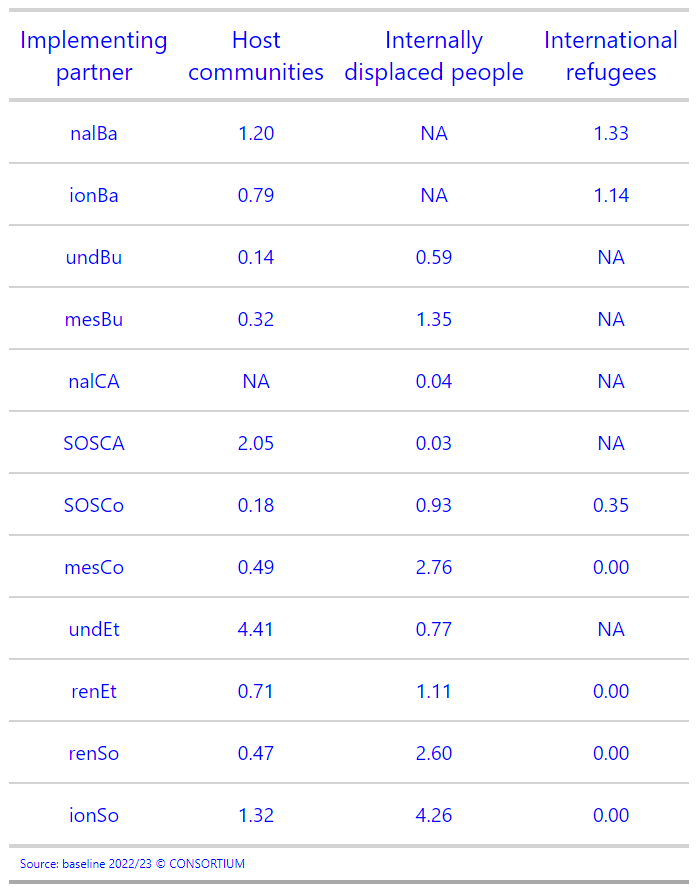 Implementing partner Host communities Internally displaced people International refugees
nalBa 1.20 NA 1.33
ionBa 0.79 NA 1.14
undBu 0.14 0.59 NA
mesBu 0.32 1.35 NA
nalCA NA 0.04 NA
SOSCA 2.05 0.03 NA
SOSCo 0.18 0.93 0.35
mesCo 0.49 2.76 0.00
undEt 4.41 0.77 NA
renEt 0.71 1.11 0.00
renSo 0.47 2.60 0.00
ionSo 1.32 4.26 0.00
Source: baseline 2022/23 © CONSORTIUM